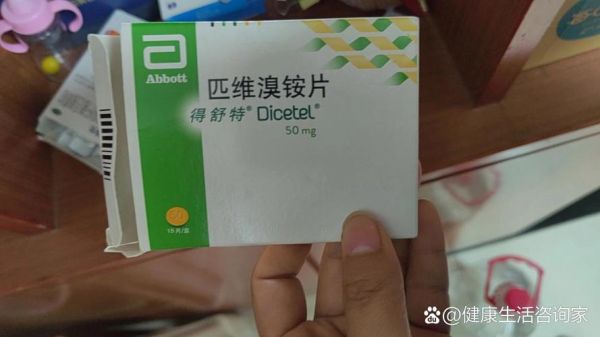 Abbott
匹维溴铵片
得舒特® Dicetel®
50 mg
50
15片/盒
@健康生活咨询家